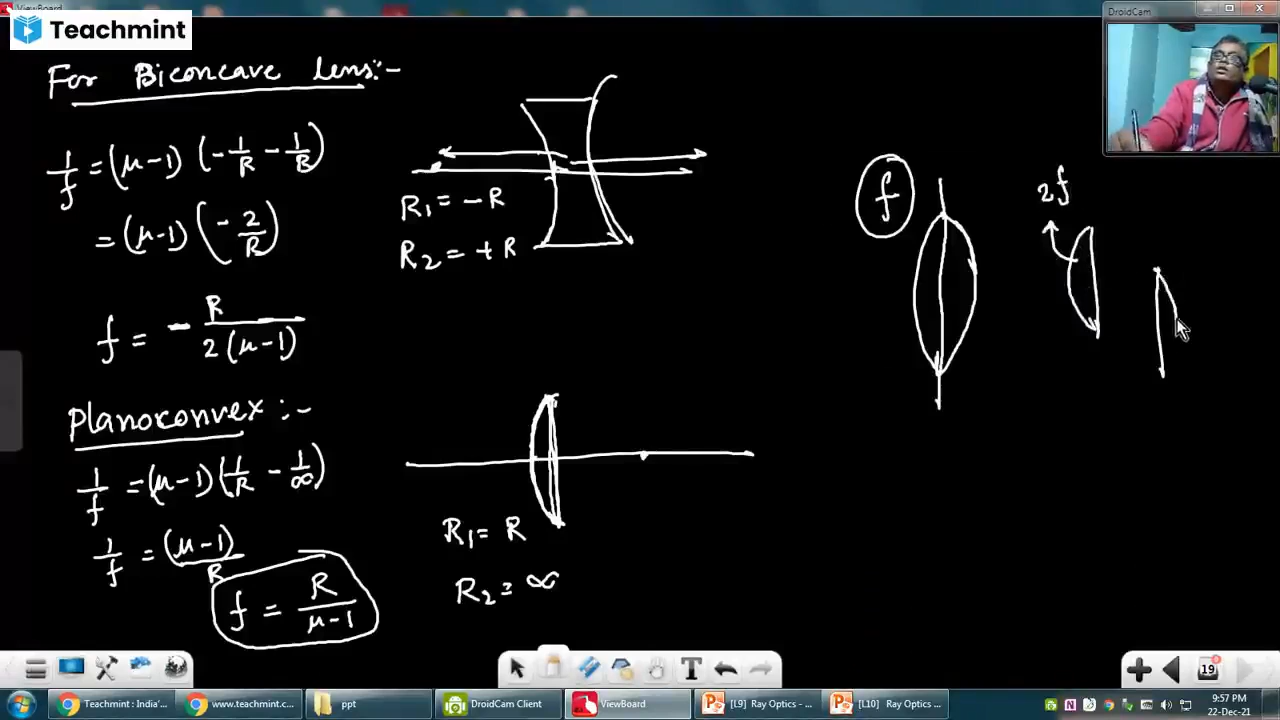 ViewBoard
Teachmint
DroidCam
For Biconcave lens:-
1/f = (μ-1) (-1/R - 1/R)
= (μ-1) (-2/R)
f = - R / 2(μ-1)
R₁ = -R
R₂ = +R
f
2f
Planoconvex :-
1/f = (μ-1) (1/R - 1/∞)
1/f = (μ-1)/R
f = R/μ-1
R₁ = R
R₂ = ∞
T
19
Teachmint : India'...
www.teachmint.c...
ppt
DroidCam Client
ViewBoard
[L9] Ray Optics - ...
[L10] Ray Optics ...
9:57 PM
22-Dec-21